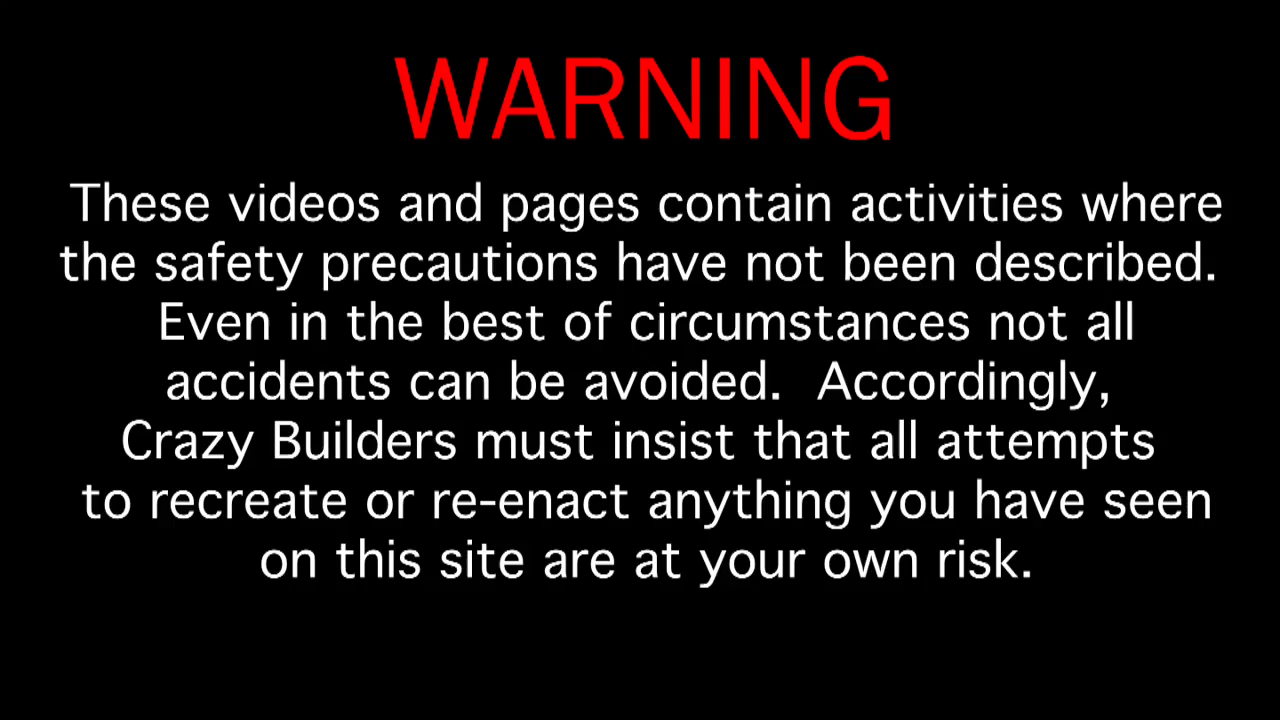 WARNING
These videos and pages contain activities where
the safety precautions have not been described.
Even in the best of circumstances not all
accidents can be avoided.  Accordingly,
Crazy Builders must insist that all attempts
to recreate or re-enact anything you have seen
on this site are at your own risk.